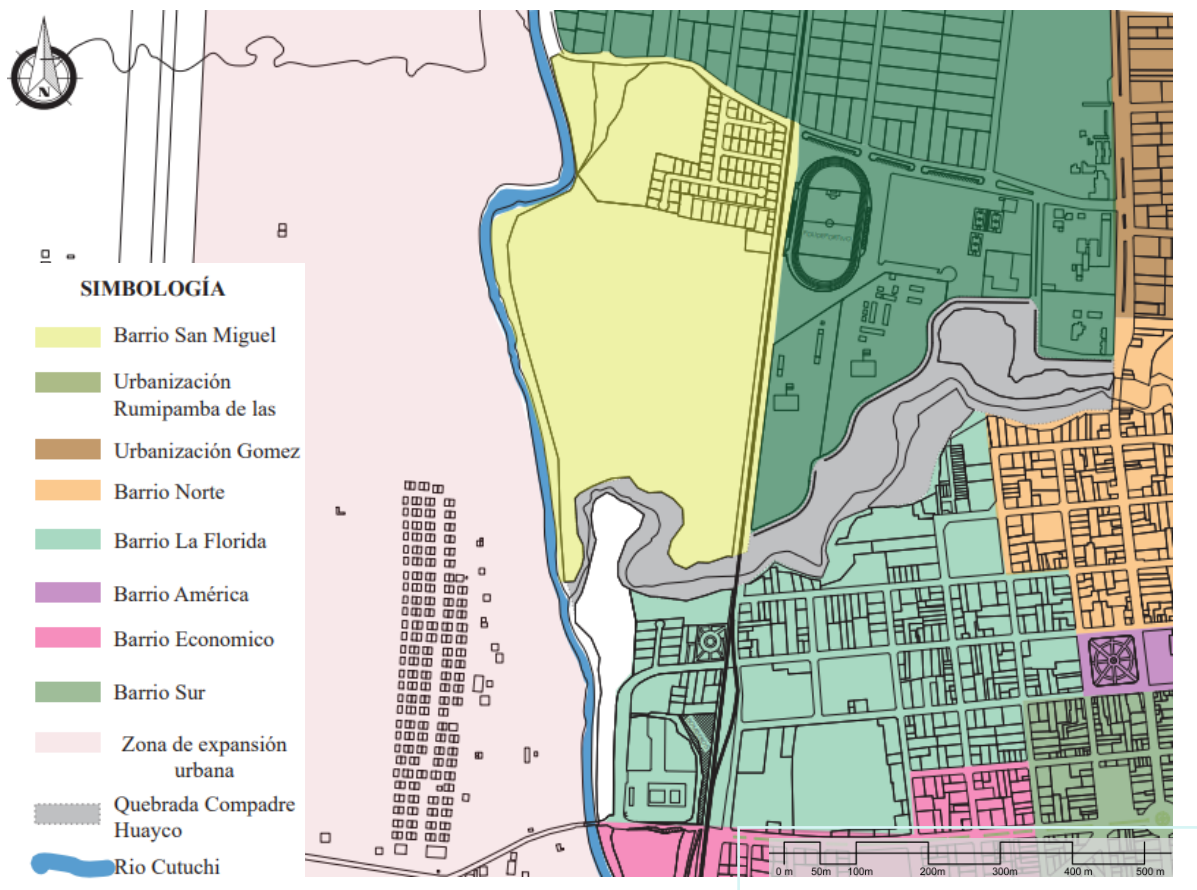 N
POLIDEPORTIVO
SIMBOLOGÍA
Barrio San Miguel
Urbanización
Rumipamba de las
Urbanización Gomez
Barrio Norte
Barrio La Florida
Barrio América
Barrio Economico
Barrio Sur
Zona de expansión
urbana
Quebrada Compadre
Huayco
Rio Cutuchi
0 m 50m 100m 200m 300m 400 m 500 m